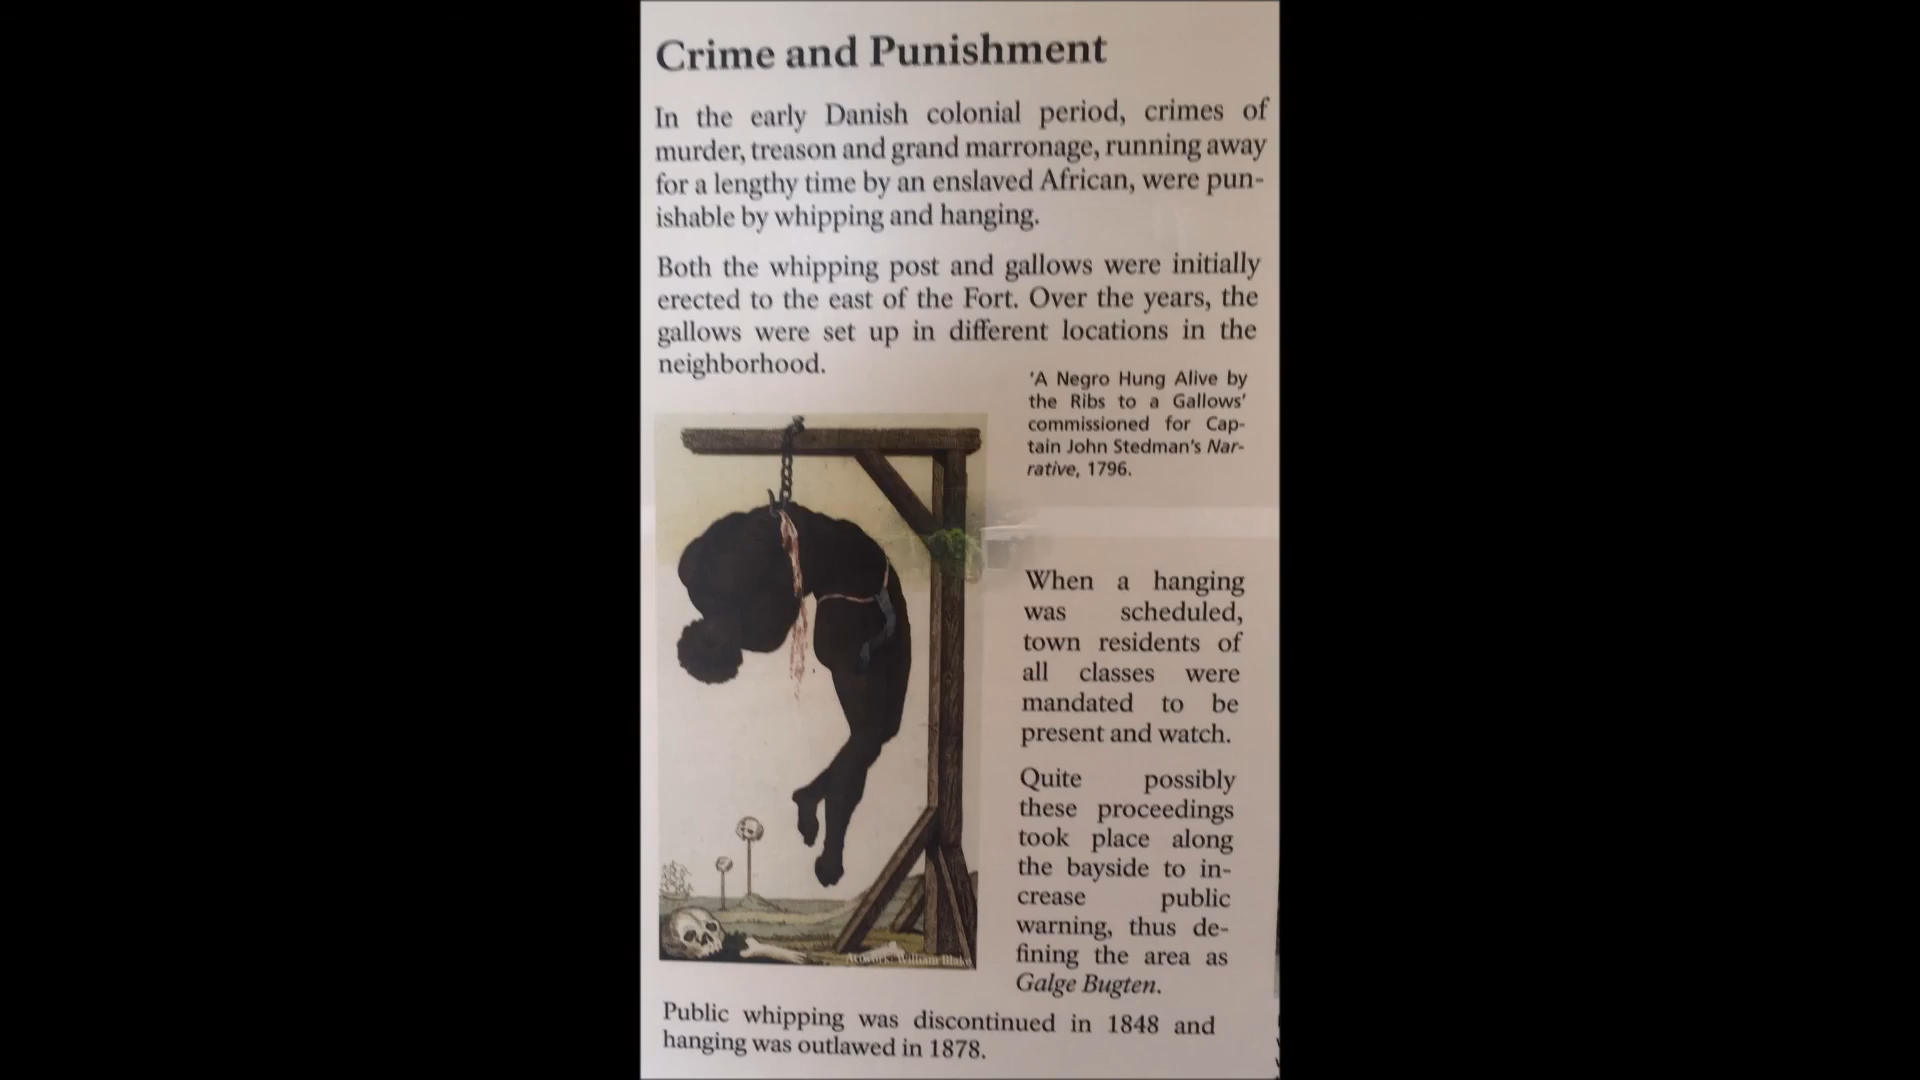 Crime and Punishment
In the early Danish colonial period, crimes of
murder, treason and grand marronage, running away
for a lengthy time by an enslaved African, were pun-
ishable by whipping and hanging.
Both the whipping post and gallows were initially
erected to the east of the Fort. Over the years, the
gallows were set up in different locations in the
neighborhood.
'A Negro Hung Alive by
the Ribs to a Gallows'
commissioned for Cap-
tain John Stedman's Nar-
rative, 1796.
When a hanging
was scheduled,
town residents of
all classes were
mandated to be
present and watch.
Quite possibly
these proceedings
took place along
the bayside to in-
crease public
warning, thus de-
fining the area as
Galge Bugten.
Artwork: William Blake
Public whipping was discontinued in 1848 and
hanging was outlawed in 1878.